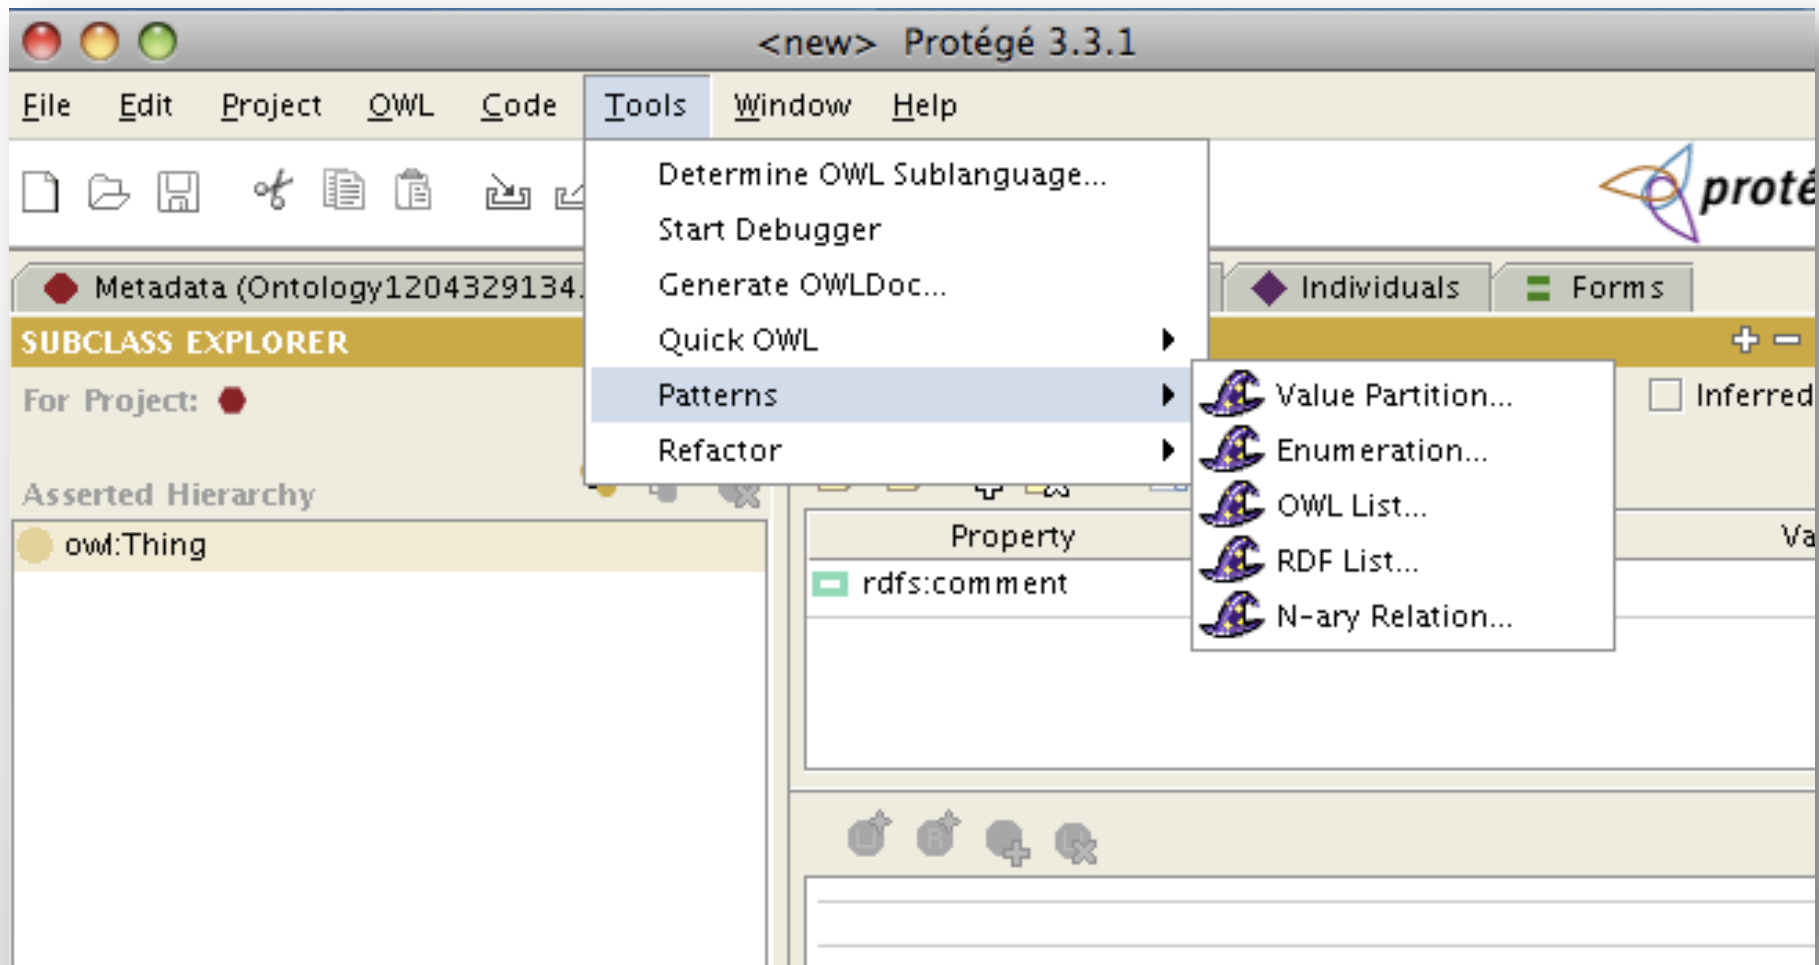 <new> Protégé 3.3.1
File Edit Project OWL Code Tools Window Help
Determine OWL Sublanguage...
Start Debugger
Generate OWLDoc...
Quick OWL
Patterns
Refactor
Value Partition...
Enumeration...
OWL List...
RDF List...
N-ary Relation...
proté
Metadata (Ontology1204329134. Individuals Forms
SUBCLASS EXPLORER
For Project:
Inferred
Asserted Hierarchy
owl:Thing
Property Va
rdfs:comment